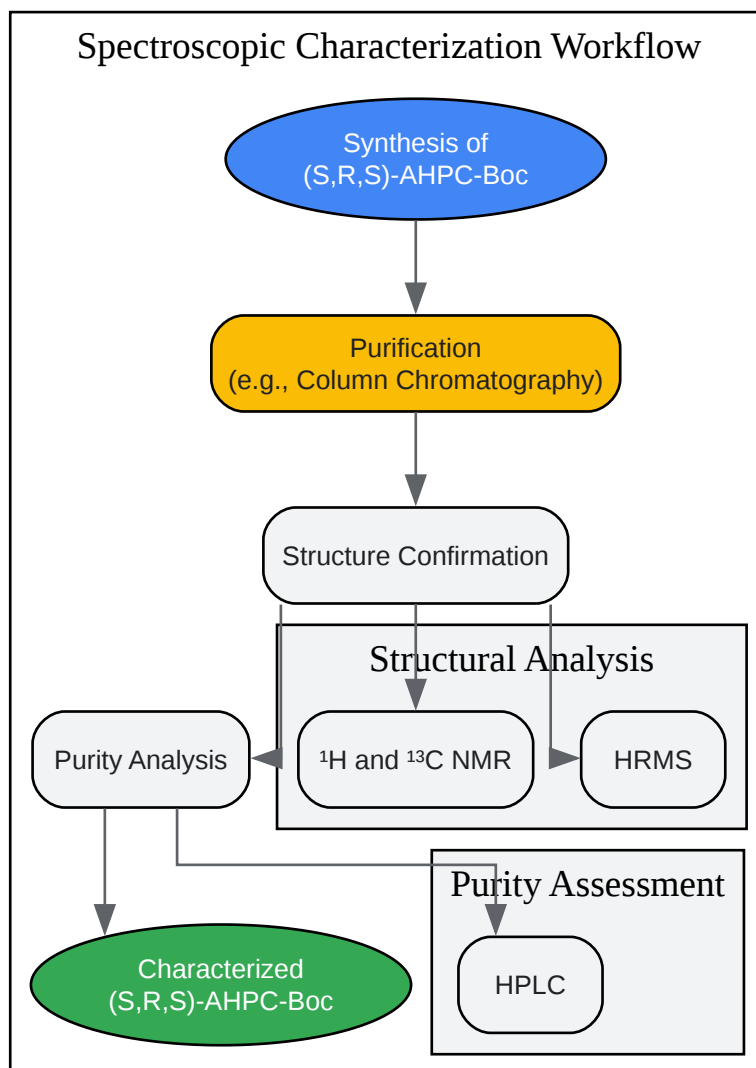 Spectroscopic Characterization Workflow
Synthesis of
(S,R,S)-AHPC-Boc
Purification
(e.g., Column Chromatography)
Structure Confirmation
Structural Analysis
Purity Analysis
¹H and ¹³C NMR
HRMS
Purity Assessment
Characterized
(S,R,S)-AHPC-Boc
HPLC